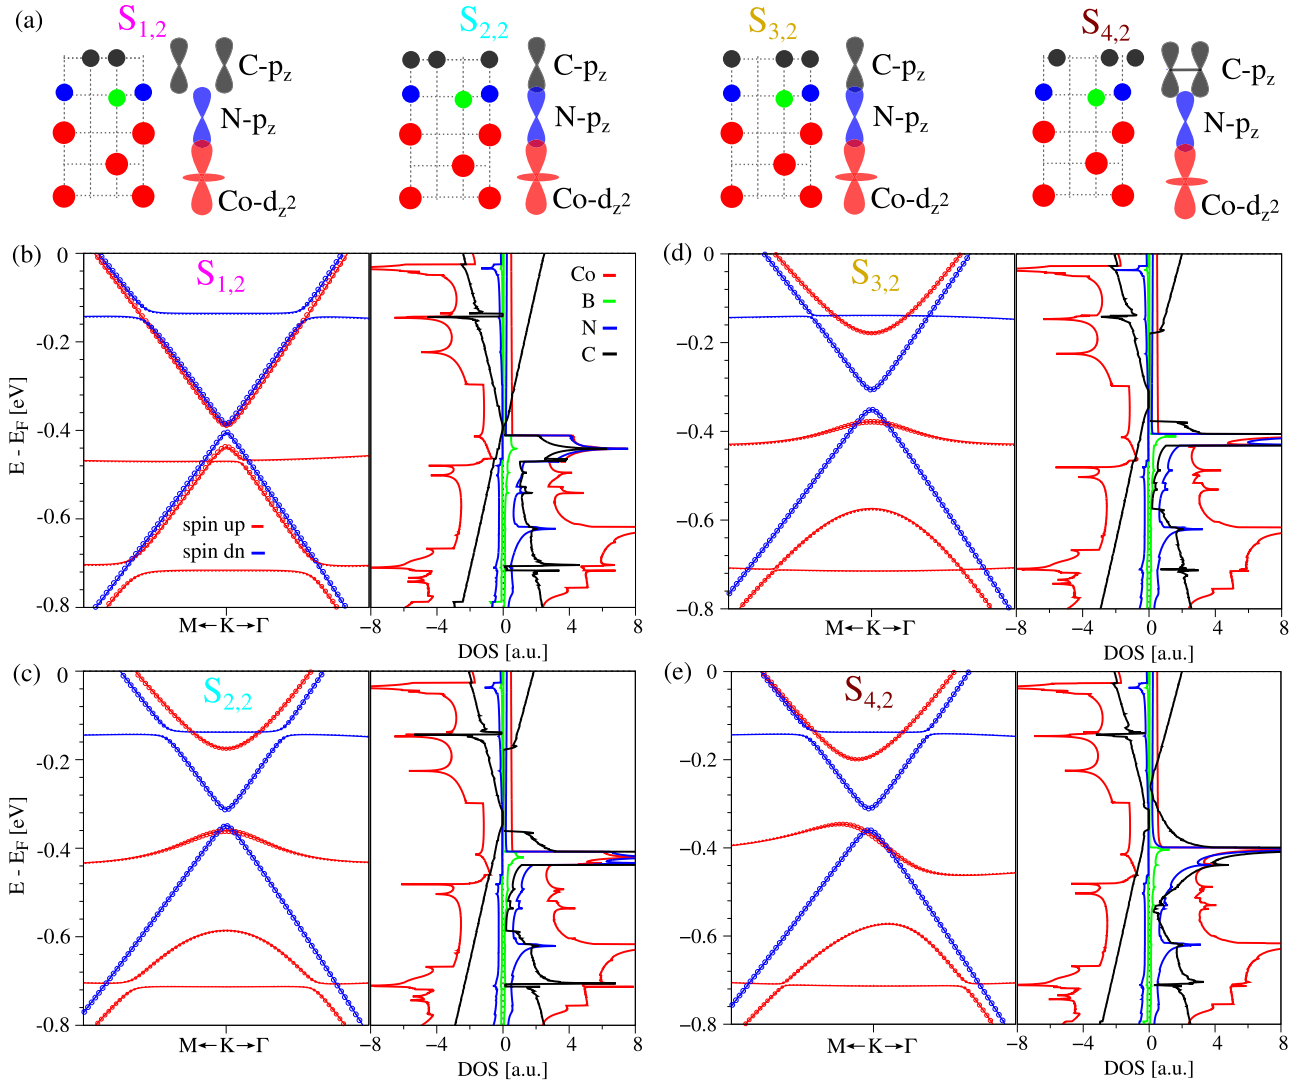 (a)
S1,2
C-pz
N-pz
Co-dz2
S2,2
C-pz
N-pz
Co-dz2
S3,2
C-pz
N-pz
Co-dz2
S4,2
C-pz
N-pz
Co-dz2
(b)
0
-0.2
-0.4
-0.6
-0.8
E - EF [eV]
S1,2
spin up
spin dn
M←K→Γ
Co
B
N
C
-8
-4
0
4
8
DOS [a.u.]
(d)
0
−0.2
−0.4
−0.6
−0.8
S3,2
M←K→Γ
−8
−4
0
4
8
DOS [a.u.]
(c)
0
-0.2
-0.4
-0.6
-0.8
E - EF [eV]
S2,2
M←K→Γ
-8
-4
0
4
8
DOS [a.u.]
(e)
0
−0.2
−0.4
−0.6
−0.8
S4,2
M←K→Γ
−8
−4
0
4
8
DOS [a.u.]